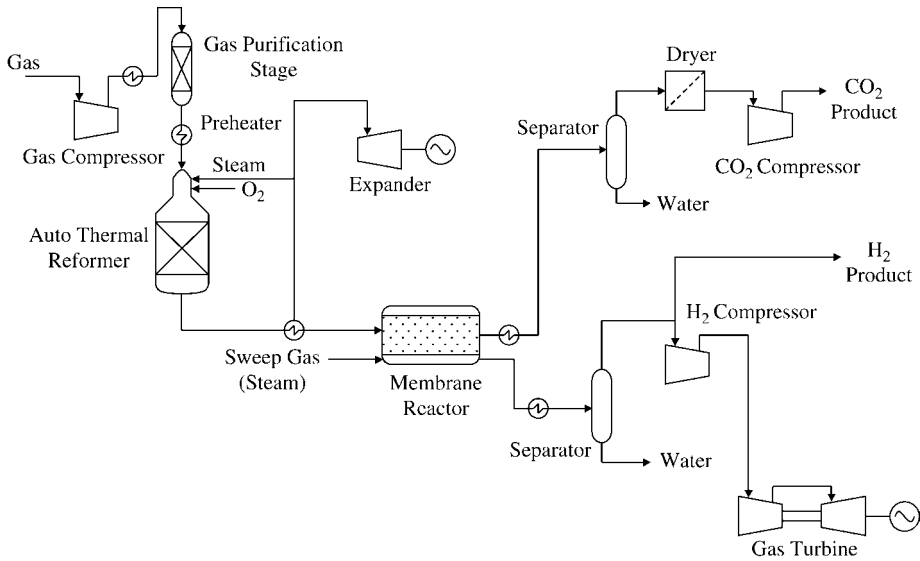 Gas
Gas Purification
Stage
Gas Compressor
Preheater
Steam
O2
Expander
Auto Thermal
Reformer
Sweep Gas
(Steam)
Membrane
Reactor
Separator
Dryer
CO2
Product
CO2 Compressor
Water
H2
Product
H2 Compressor
Separator
Water
Gas Turbine